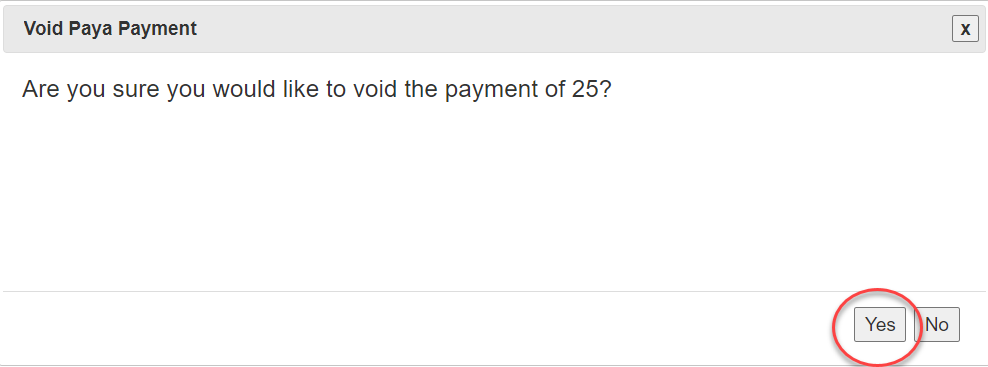 Void Paya Payment
x
Are you sure you would like to void the payment of 25?
Yes
No